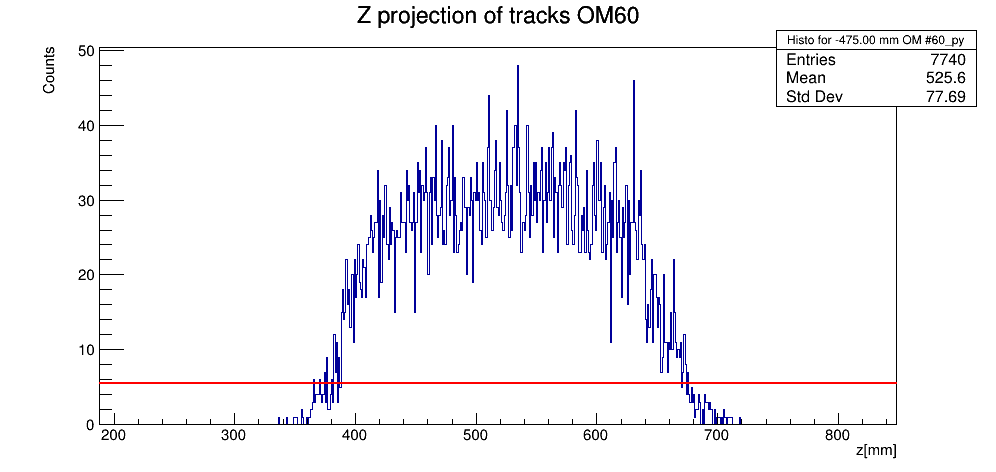 Z projection of tracks OM60
Histo for -475.00 mm OM #60_py
Entries 7740
Mean 525.6
Std Dev 77.69
Counts
50
40
30
20
10
0
200 300 400 500 600 700 800
z[mm]